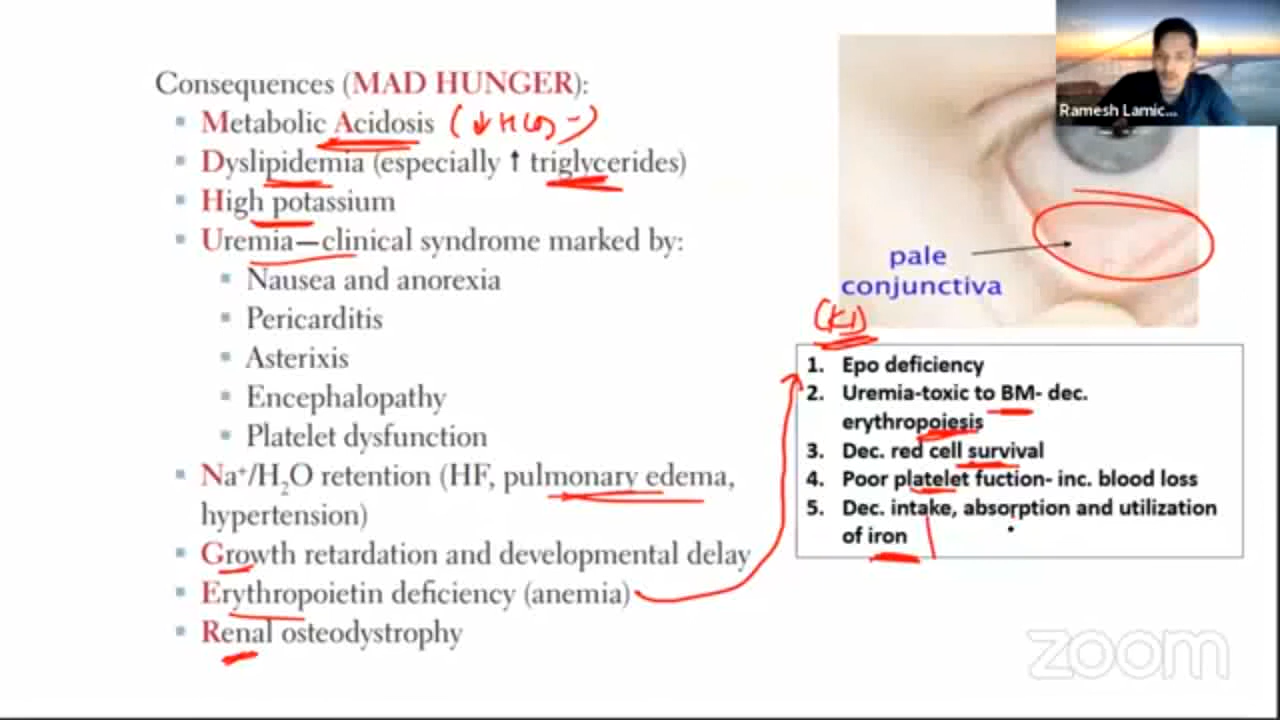 Consequences (MAD HUNGER):
Metabolic Acidosis (↓HCO3-)
Dyslipidemia (especially ↑ triglycerides)
High potassium
Uremia—clinical syndrome marked by:
Nausea and anorexia
Pericarditis
Asterixis
Encephalopathy
Platelet dysfunction
Na⁺/H₂O retention (HF, pulmonary edema,
hypertension)
Growth retardation and developmental delay
Erythropoietin deficiency (anemia)
Renal osteodystrophy
Ramesh Lamic...
pale
conjunctiva
1. Epo deficiency
2. Uremia-toxic to BM- dec.
erythropoiesis
3. Dec. red cell survival
4. Poor platelet fuction- inc. blood loss
5. Dec. intake, absorption and utilization
of iron
zoom